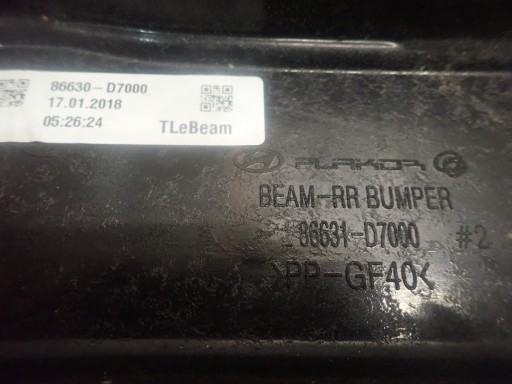 86630-D7000
17.01.2018
05:26:24 TLeBeam
PLAKOR
BEAM-RR BUMPER
86631-D7000 #2
>PP-GF40<